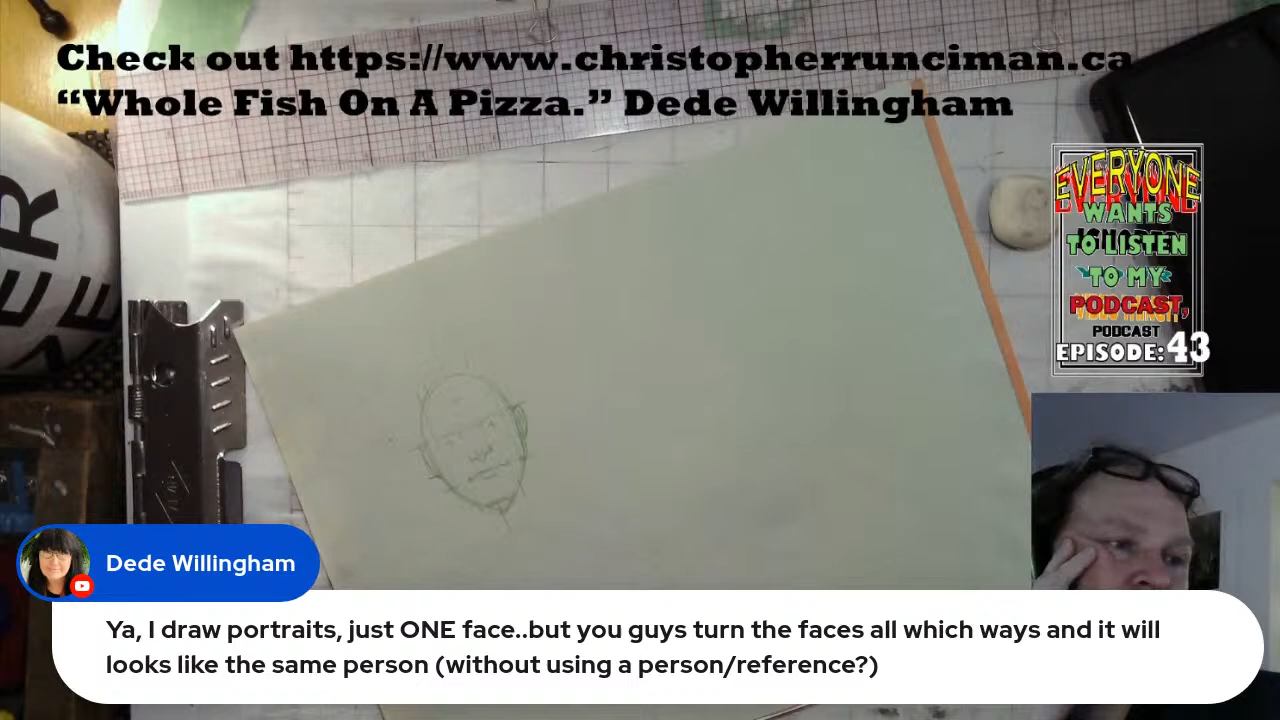 Check out https://www.christopherrunciman.ca
“Whole Fish On A Pizza.” Dede Willingham
EVERYONE
WANTS
TO LISTEN
TO MY
PODCAST,
PODCAST
EPISODE:43
Dede Willingham
Ya, I draw portraits, just ONE face..but you guys turn the faces all which ways and it will
looks like the same person (without using a person/reference?)